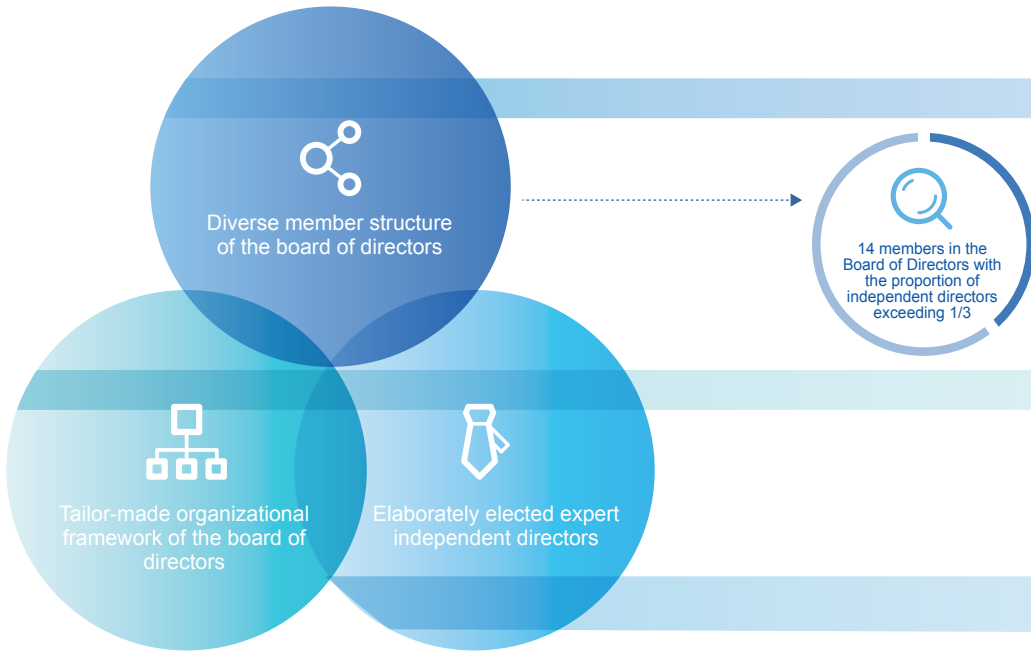 Diverse member structure
of the board of directors
14 members in the
Board of Directors with
the proportion of
independent directors
exceeding 1/3
Tailor-made organizational
framework of the board of
directors
Elaborately elected expert
independent directors